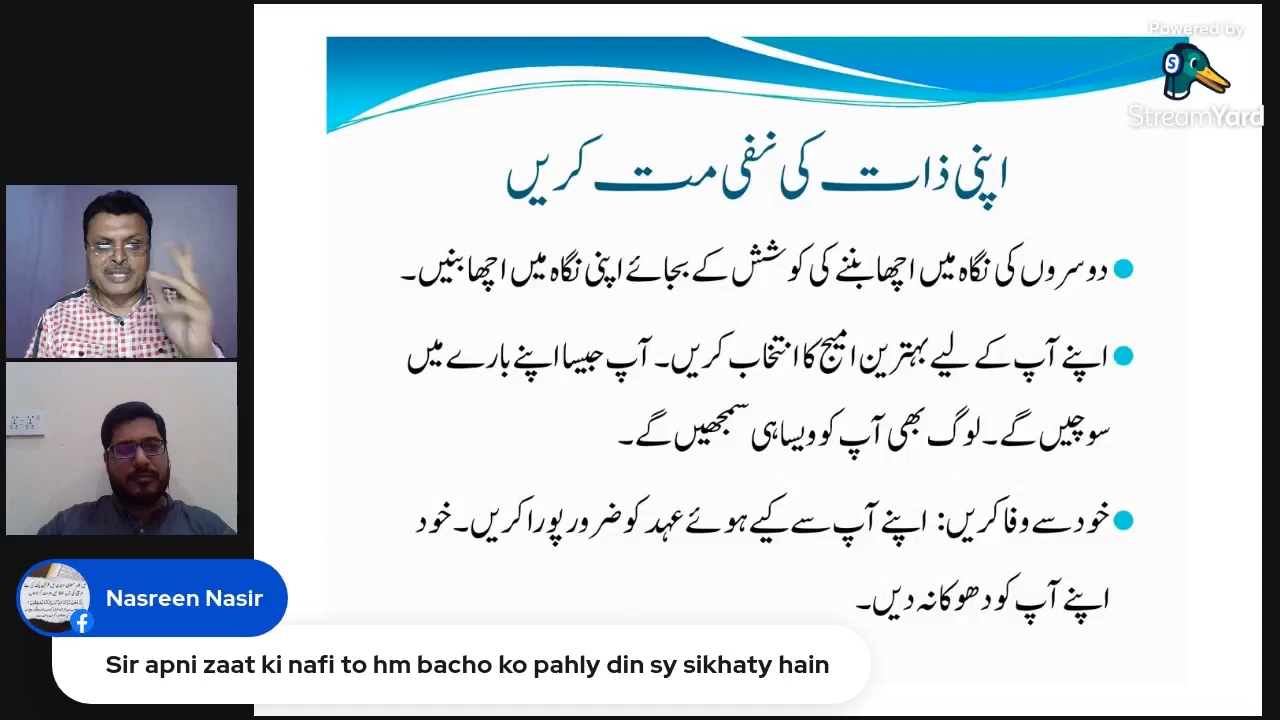 Powered by
StreamYard
اپنی ذات کی نفی مت کریں
دوسروں کی نگاہ میں اچھا بننے کی کوشش کے بجائے اپنی نگاہ میں اچھا بنیں۔
اپنے آپ کے لیے بہترین امیج کا انتخاب کریں۔ آپ جیسا اپنے بارے میں
سوچیں گے۔ لوگ بھی آپ کو ویسا ہی سمجھیں گے۔
خود سے وفا کریں: اپنے آپ سے کیے ہوئے عہد کو ضرور پورا کریں۔ خود
اپنے آپ کو دھوکا نہ دیں۔
Nasreen Nasir
Sir apni zaat ki nafi to hm bacho ko pahly din sy sikhaty hain